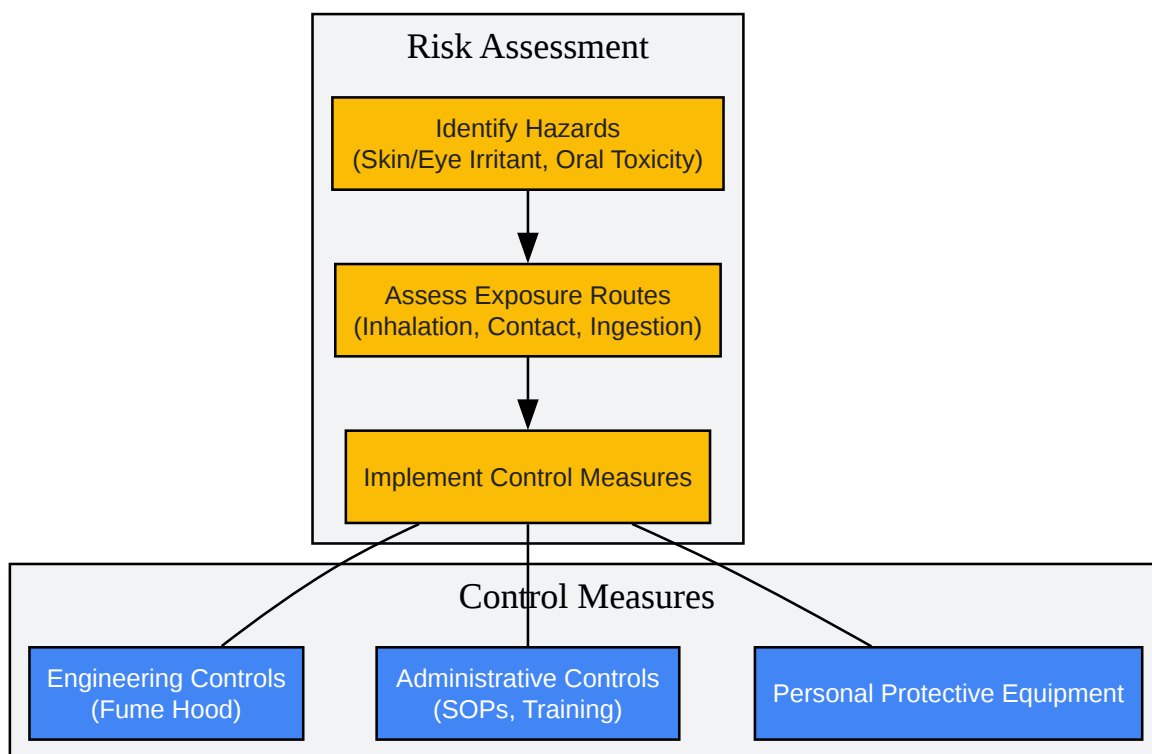 Risk Assessment
Identify Hazards
(Skin/Eye Irritant, Oral Toxicity)
Assess Exposure Routes
(Inhalation, Contact, Ingestion)
Implement Control Measures
Control Measures
Engineering Controls
(Fume Hood)
Administrative Controls
(SOPs, Training)
Personal Protective Equipment